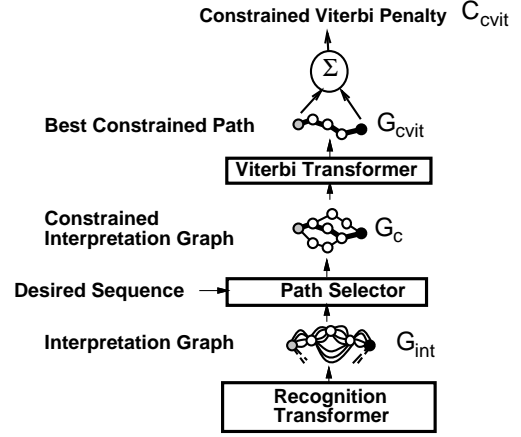 Constrained Viterbi Penalty C_cvit
Σ
Best Constrained Path G_cvit
Viterbi Transformer
Constrained
Interpretation Graph G_c
Desired Sequence Path Selector
Interpretation Graph G_int
Recognition
Transformer